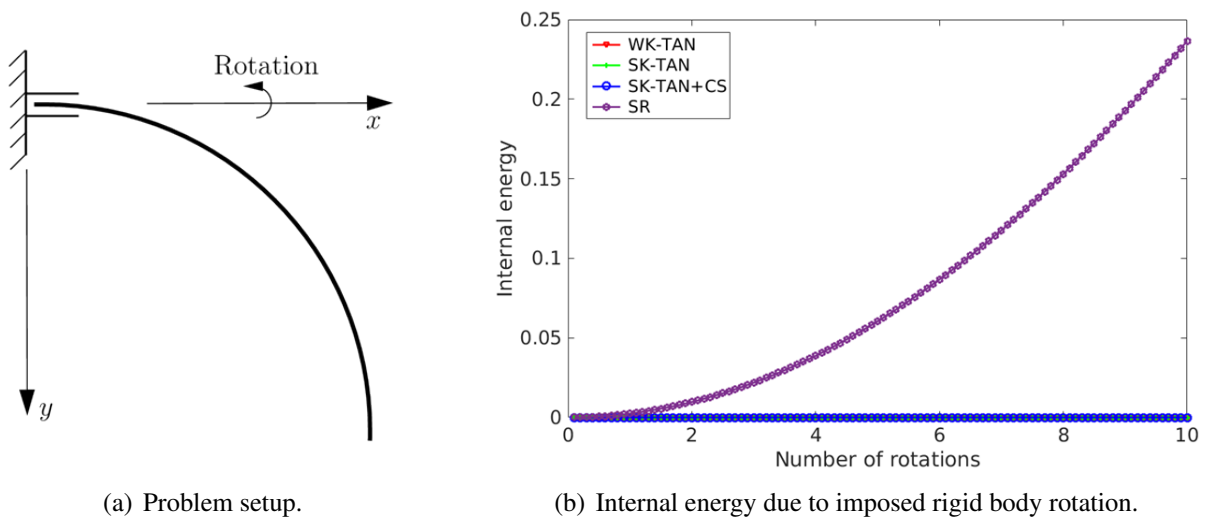 Rotation
x
y
(a) Problem setup.
0.25
0.2
0.15
0.1
0.05
0
Internal energy
WK-TAN
SK-TAN
SK-TAN+CS
SR
0 2 4 6 8 10
Number of rotations
(b) Internal energy due to imposed rigid body rotation.